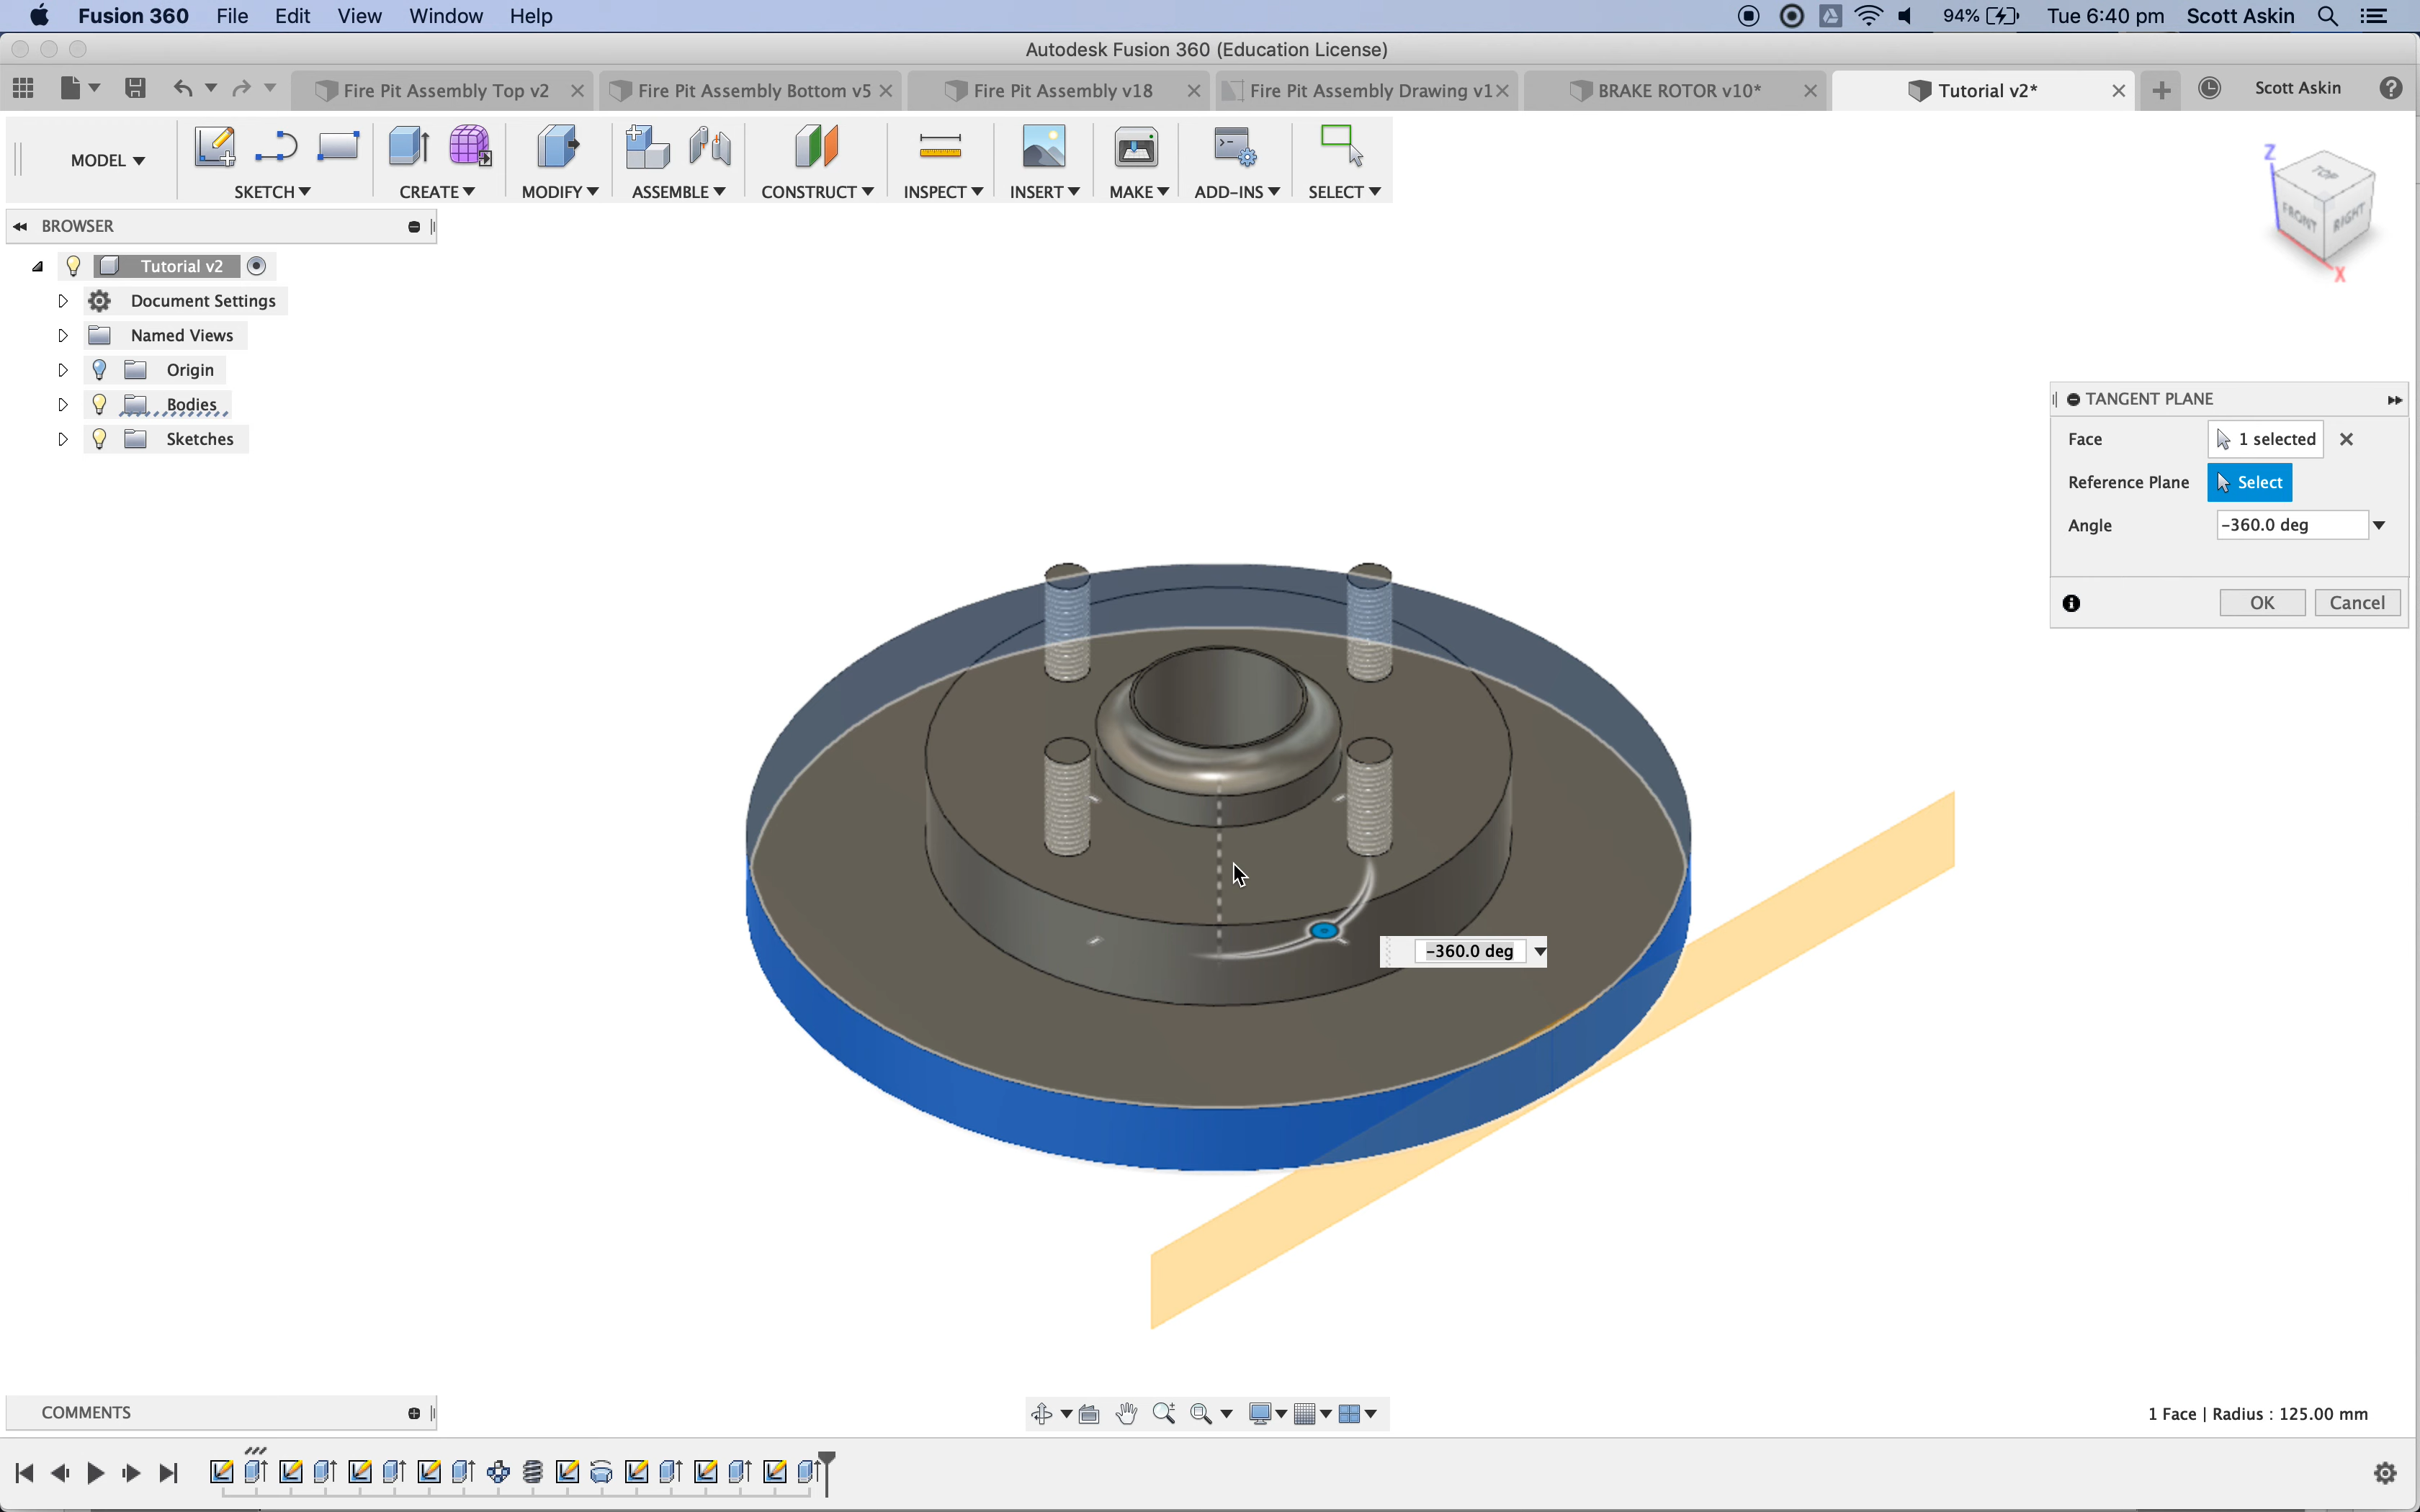 Fusion 360 File Edit View Window Help 94% Tue 6:40 pm Scott Askin
Autodesk Fusion 360 (Education License)
Fire Pit Assembly Top v2 Fire Pit Assembly Bottom v5 Fire Pit Assembly v18 Fire Pit Assembly Drawing v1 BRAKE ROTOR v10* Tutorial v2* Scott Askin
MODEL
SKETCH CREATE MODIFY ASSEMBLE CONSTRUCT INSPECT INSERT MAKE ADD-INS SELECT
Z
TOP
FRONT
RIGHT
X
BROWSER
Tutorial v2
Document Settings
Named Views
Origin
Bodies
Sketches
TANGENT PLANE
Face 1 selected
Reference Plane Select
Angle -360.0 deg
OK Cancel
-360.0 deg
COMMENTS
1 Face | Radius : 125.00 mm